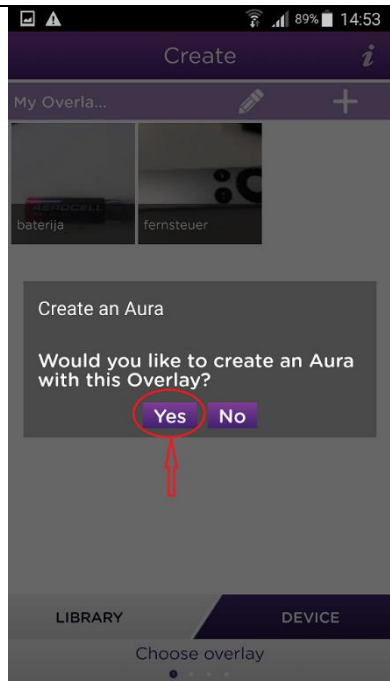 89% 14:53
Create i
My Overla...
AEROCELL
baterija fernsteuer
Create an Aura
Would you like to create an Aura
with this Overlay?
Yes No
LIBRARY DEVICE
Choose overlay